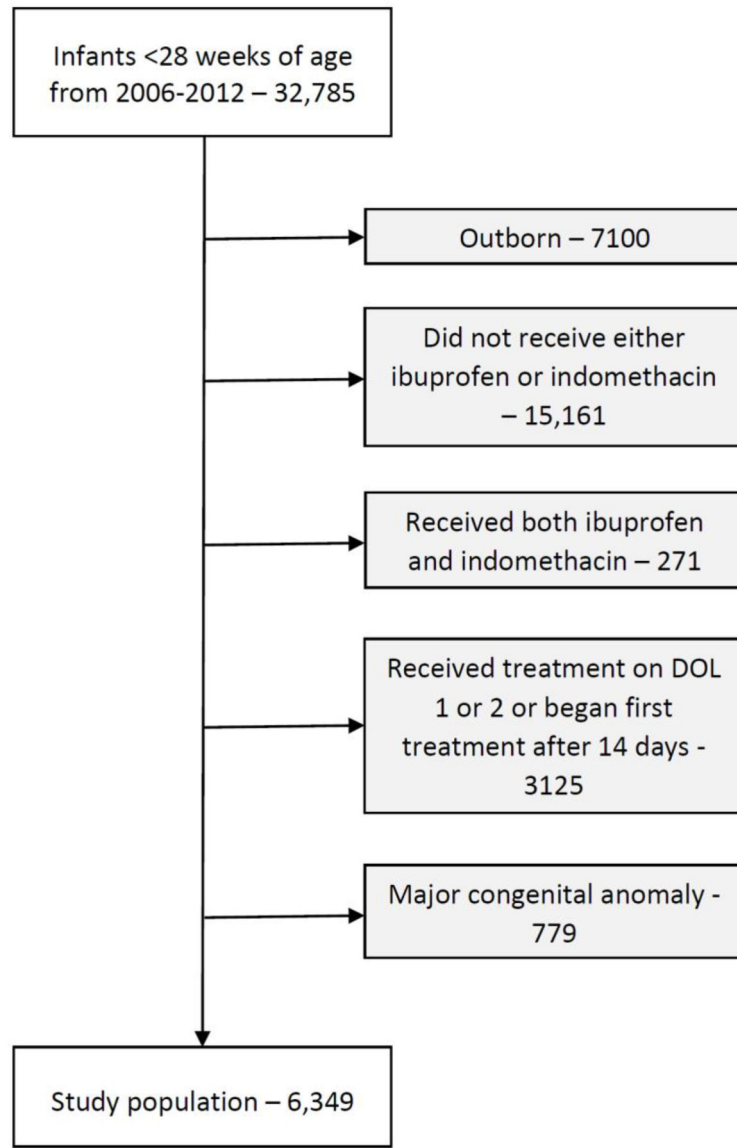 Infants <28 weeks of age
from 2006-2012 – 32,785
Outborn – 7100
Did not receive either
ibuprofen or indomethacin
– 15,161
Received both ibuprofen
and indomethacin – 271
Received treatment on DOL
1 or 2 or began first
treatment after 14 days -
3125
Major congenital anomaly -
779
Study population – 6,349